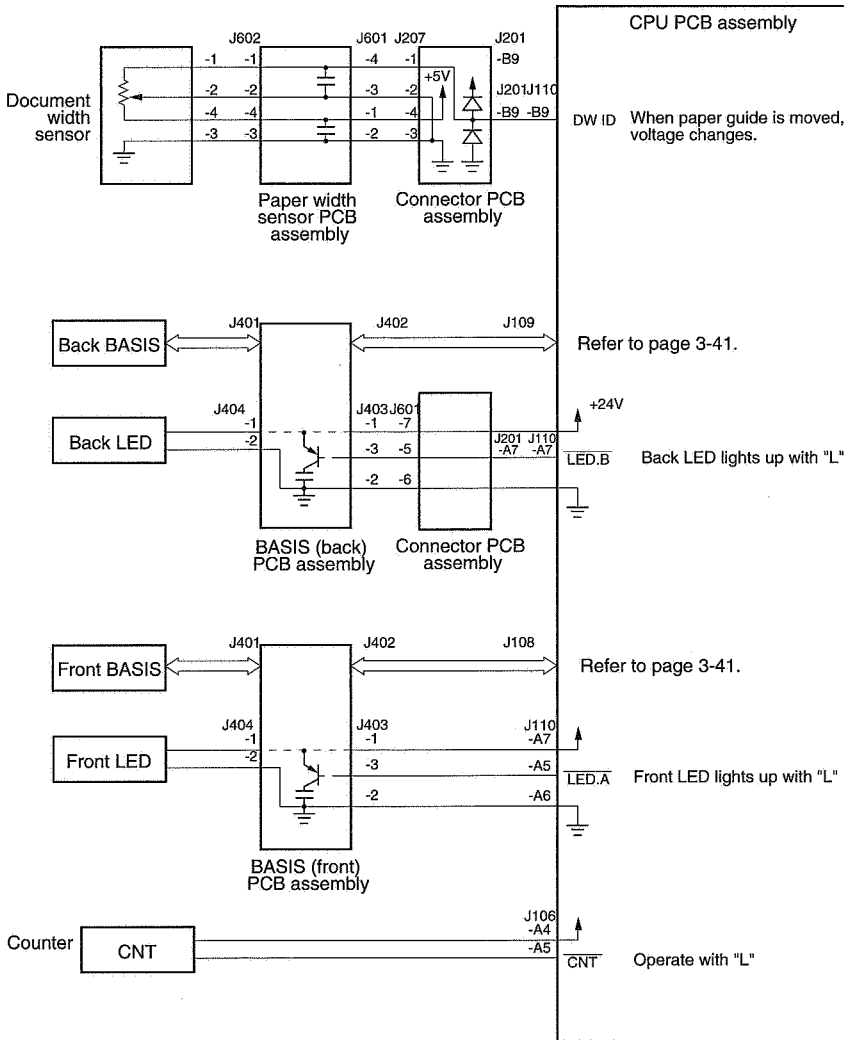 CPU PCB assembly
J602
J601 J207
J201
-1 -1
-4 -1
-B9
+5V
J201J110
Document
width
sensor
-2 -2
-3 -2
-4 -4
-1 -4
-B9 -B9
DW ID When paper guide is moved,
voltage changes.
-3 -3
-2 -3
Paper width
sensor PCB
assembly
Connector PCB
assembly
J401
J402
J109
Back BASIS
Refer to page 3-41.
J404
J403J601
+24V
-1
-1 -7
Back LED
-2
-3 -5
J201 J110
-A7 -A7
LED.B Back LED lights up with "L"
-2 -6
BASIS (back)
PCB assembly
Connector PCB
assembly
J401
J402
J108
Front BASIS
Refer to page 3-41.
J404
J403
J110
-1
-1
-A7
Front LED
-2
-3
-A5
LED.A Front LED lights up with "L"
-2
-A6
BASIS (front)
PCB assembly
J106
-A4
Counter
CNT
-A5
CNT Operate with "L"